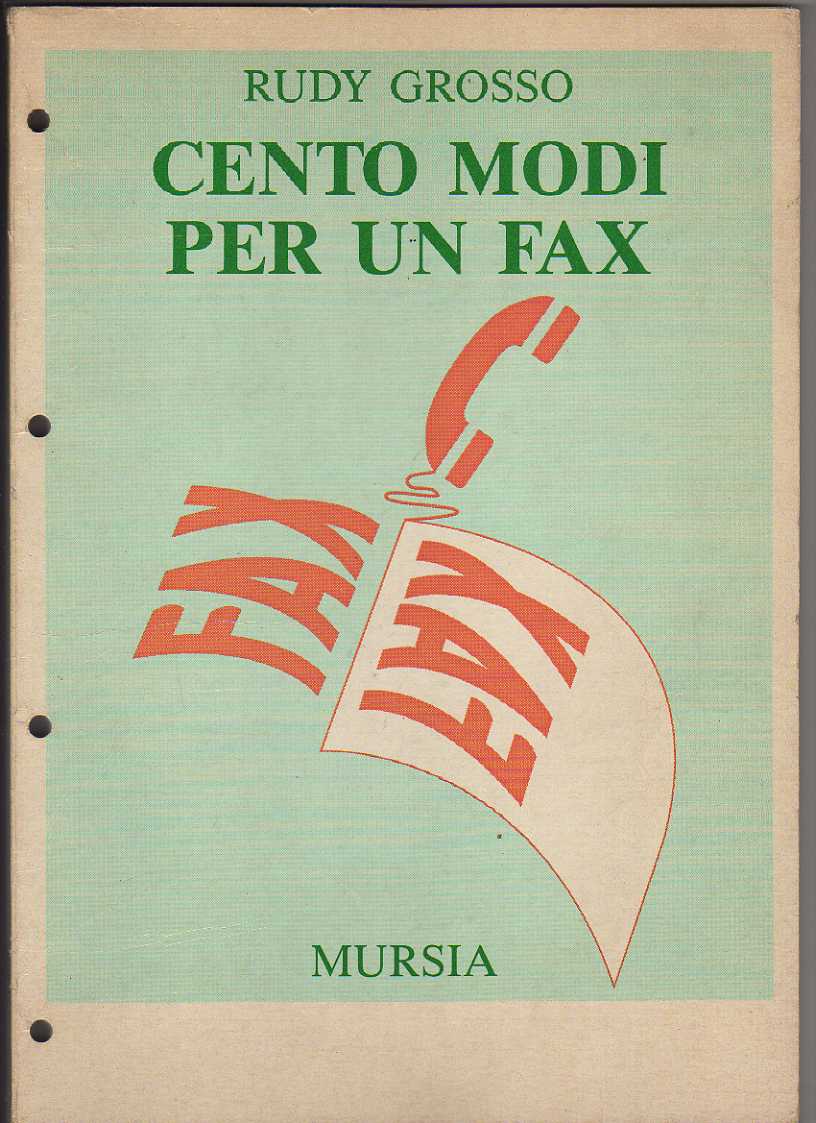 RUDY GROSSO
CENTO MODI
PER UN FAX
FAX
FAX
MURSIA